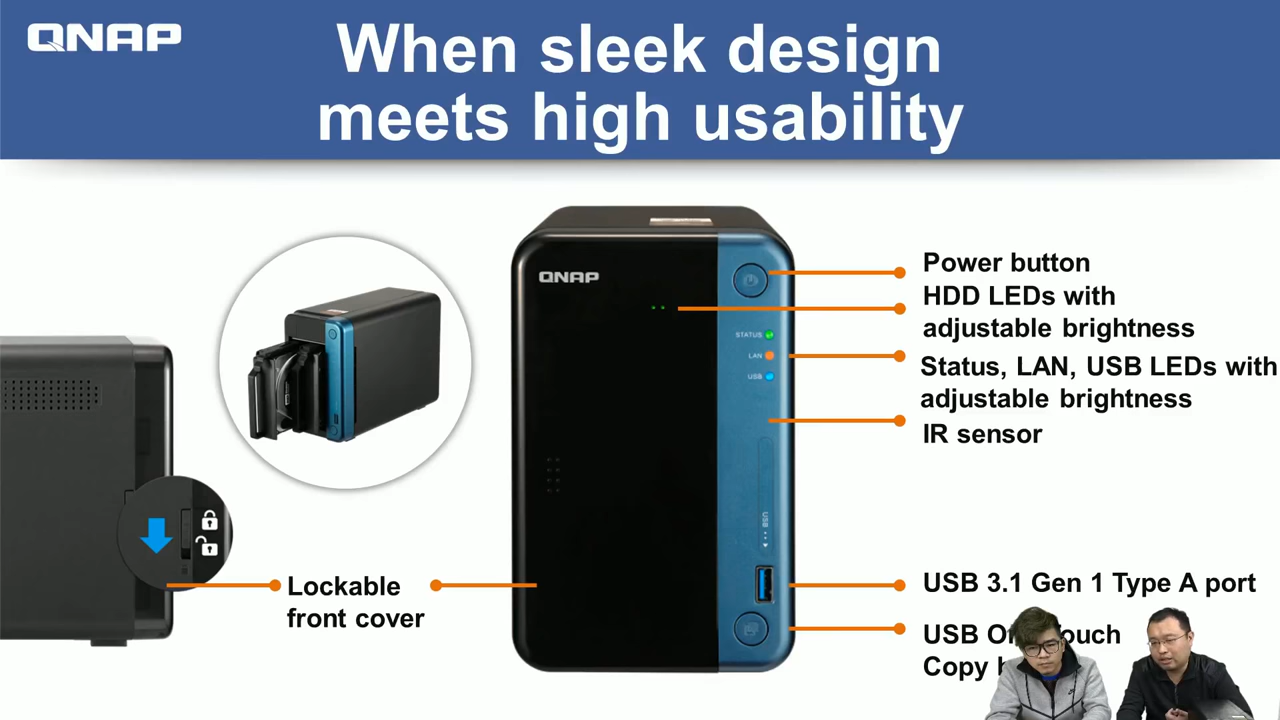 QNAP
When sleek design
meets high usability
QNAP
STATUS
LAN
USB
USB
Power button
HDD LEDs with
adjustable brightness
Status, LAN, USB LEDs with
adjustable brightness
IR sensor
Lockable
front cover
USB 3.1 Gen 1 Type A port
USB
Copy